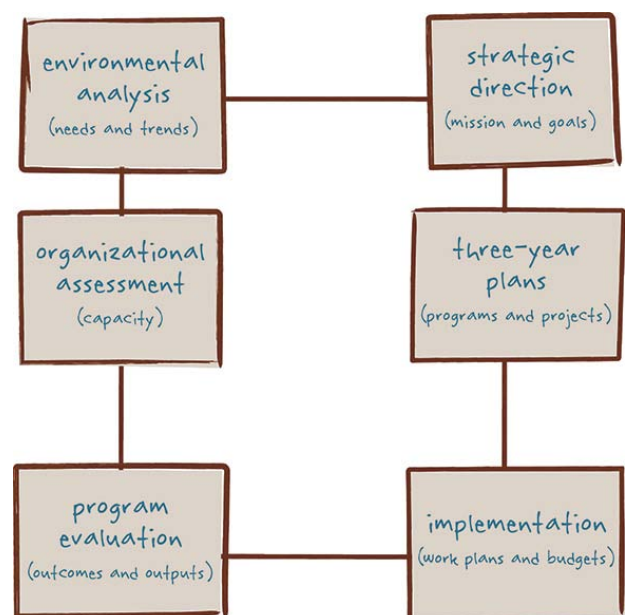 environmental
analysis
(needs and trends)
strategic
direction
(mission and goals)
organizational
assessment
(capacity)
three-year
plans
(programs and projects)
program
evaluation
(outcomes and outputs)
implementation
(work plans and budgets)